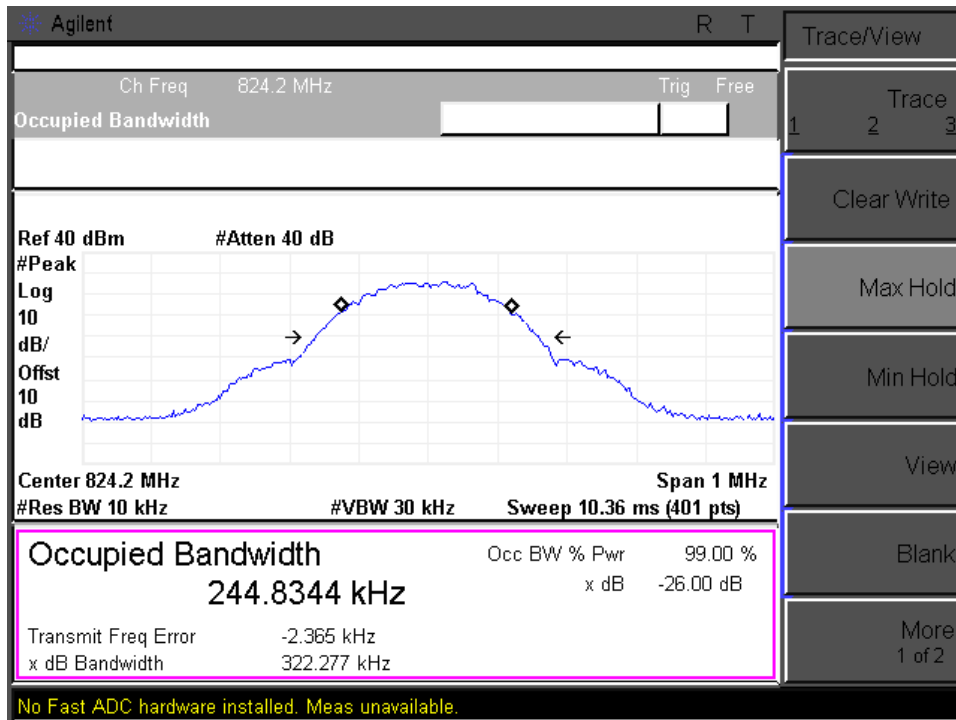 Agilent R T
Trace/View
Ch Freq 824.2 MHz Trig Free
Occupied Bandwidth
Trace
1 2 3
Clear Write
Ref 40 dBm #Atten 40 dB
#Peak
Log
10
dB/
Offst
10
dB
Max Hold
Min Hold
Center 824.2 MHz Span 1 MHz
#Res BW 10 kHz #VBW 30 kHz Sweep 10.36 ms (401 pts)
View
Occupied Bandwidth
244.8344 kHz
Occ BW % Pwr 99.00 %
x dB -26.00 dB
Transmit Freq Error -2.365 kHz
x dB Bandwidth 322.277 kHz
Blank
More
1 of 2
No Fast ADC hardware installed. Meas unavailable.